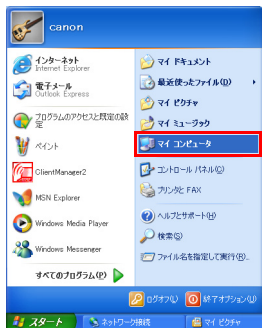 canon
インターネット
Internet Explorer
電子メール
Outlook Express
プログラムのアクセスと既定の設
定
ペイント
ClientManager2
MSN Explorer
Windows Media Player
Windows Messenger
すべてのプログラム(P)
マイ ドキュメント
最近使ったファイル(D)
マイ ピクチャ
マイ ミュージック
マイ コンピュータ
コントロール パネル(C)
プリンタと FAX
ヘルプとサポート(H)
検索(S)
ファイル名を指定して実行(R)...
ログオフ(L)
終了オプション(U)
スタート
ネットワーク接続
マイ ピクチャ